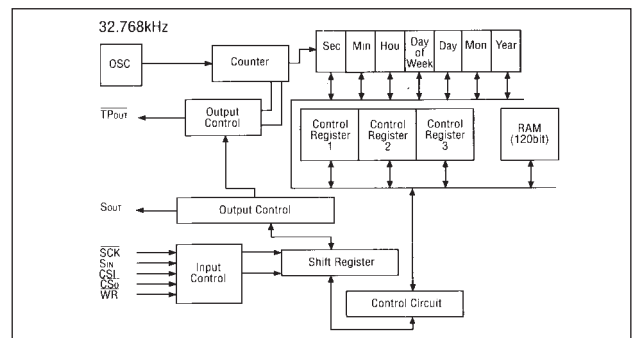 32.768kHz
OSC
Counter
Sec Min Hou Day of Week Day Mon Year
TPOUT
Output Control
Control Register 1
Control Register 2
Control Register 3
RAM (120bit)
SOUT
Output Control
SCK
SIN
CS1
CS0
WR
Input Control
Shift Register
Control Circuit